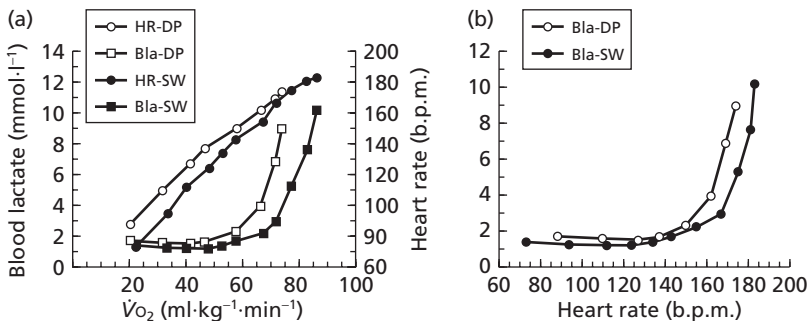 (a)
HR-DP
Bla-DP
HR-SW
Bla-SW
Blood lactate (mmol·l⁻¹)
14
12
10
8
6
4
2
0
200
180
160
140
120
100
80
60
Heart rate (b.p.m.)
0 20 40 60 80 100
V̇O₂ (ml·kg⁻¹·min⁻¹)
(b)
Bla-DP
Bla-SW
12
10
8
6
4
2
0
60 80 100 120 140 160 180 200
Heart rate (b.p.m.)